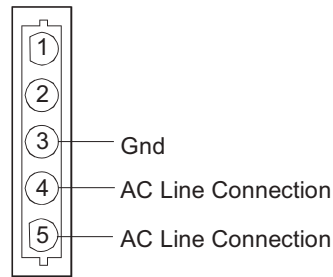 1
2
3 Gnd
4 AC Line Connection
5 AC Line Connection